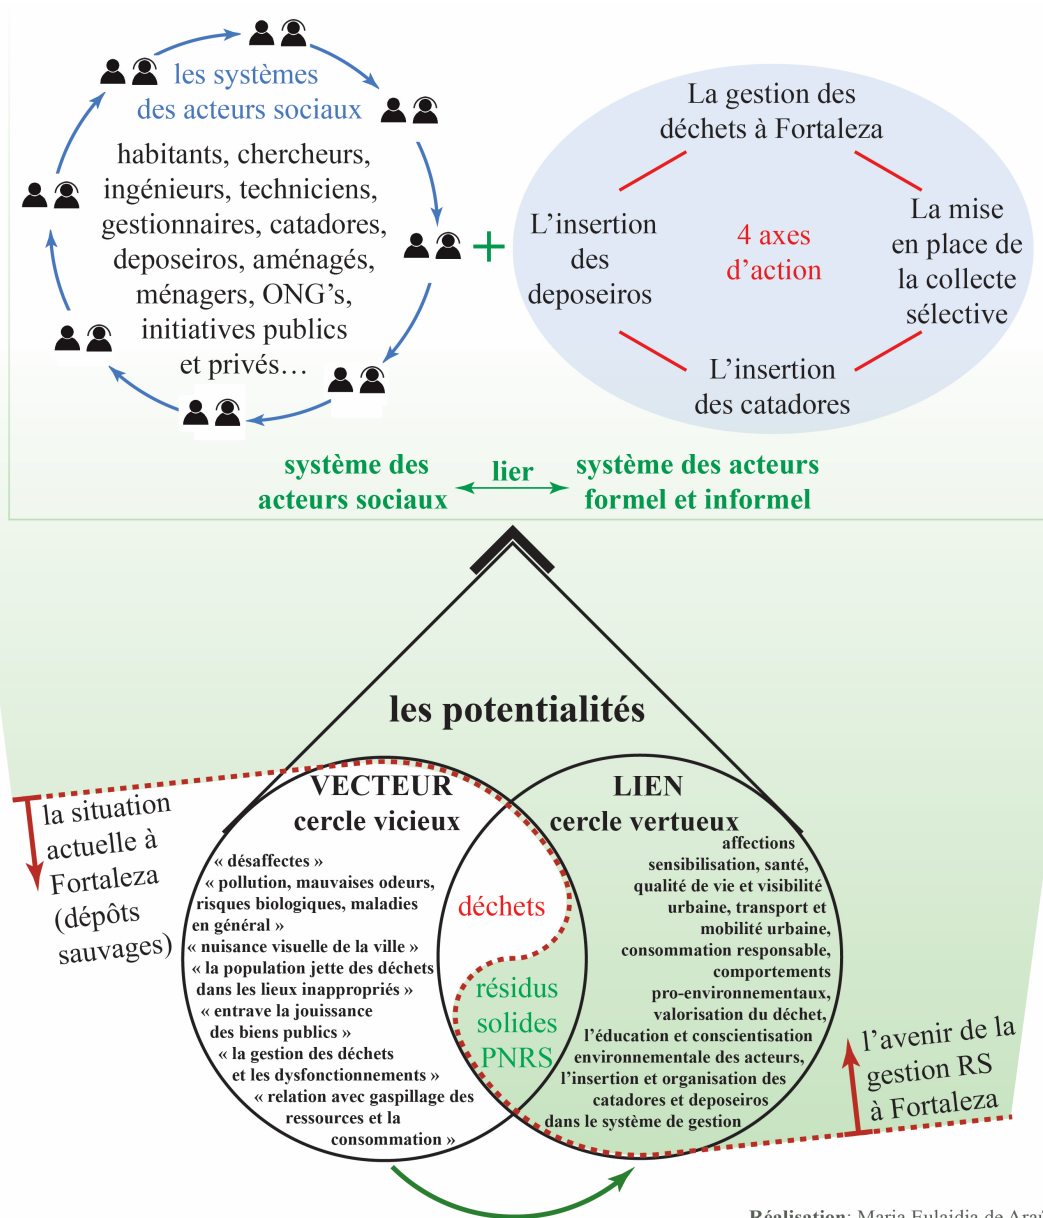 les systèmes
des acteurs sociaux
habitants, chercheurs,
ingénieurs, techniciens,
gestionnaires, catadores,
deposeiros, aménagés,
ménagers, ONG’s,
initiatives publics
et privés…
+
La gestion des
déchets à Fortaleza
L’insertion
des
deposeiros
4 axes
d’action
La mise
en place de
la collecte
sélective
L’insertion
des catadores
système des
acteurs sociaux
lier
système des acteurs
formel et informel
les potentialités
la situation
actuelle à
Fortaleza
(dépôts
sauvages)
VECTEUR
cercle vicieux
« désaffectes »
« pollution, mauvaises odeurs,
risques biologiques, maladies
en général »
« nuisance visuelle de la ville »
« la population jette des déchets
dans les lieux inappropriés »
« entrave la jouissance
des biens publics »
« la gestion des déchets
et les dysfonctionnements »
« relation avec gaspillage des
ressources et la
consommation »
déchets
résidus
solides
PNRS
LIEN
cercle vertueux
affections
sensibilisation, santé,
qualité de vie et visibilité
urbaine, transport et
mobilité urbaine,
consommation responsable,
comportements
pro-environnementaux,
valorisation du déchet,
l’éducation et conscientisation
environnementale des acteurs,
l’insertion et organisation des
catadores et deposeiros
dans le système de gestion
l’avenir de la
gestion RS
à Fortaleza
Réalisation: Maria Eulaidia de